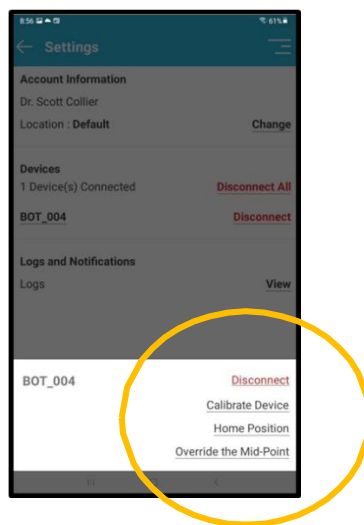 8:56 61%
Settings
Account Information
Dr. Scott Collier
Location : Default Change
Devices
1 Device(s) Connected Disconnect All
BOT_004 Disconnect
Logs and Notifications
Logs View
BOT_004 Disconnect
Calibrate Device
Home Position
Override the Mid-Point